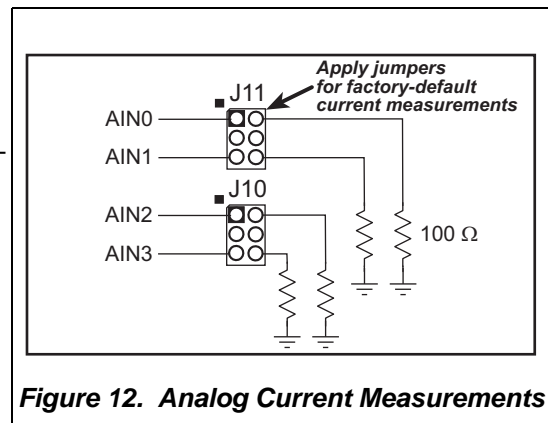 Apply jumpers
for factory-default
current measurements
J11
AIN0
AIN1
J10
AIN2
AIN3
100 Ω
Figure 12. Analog Current Measurements